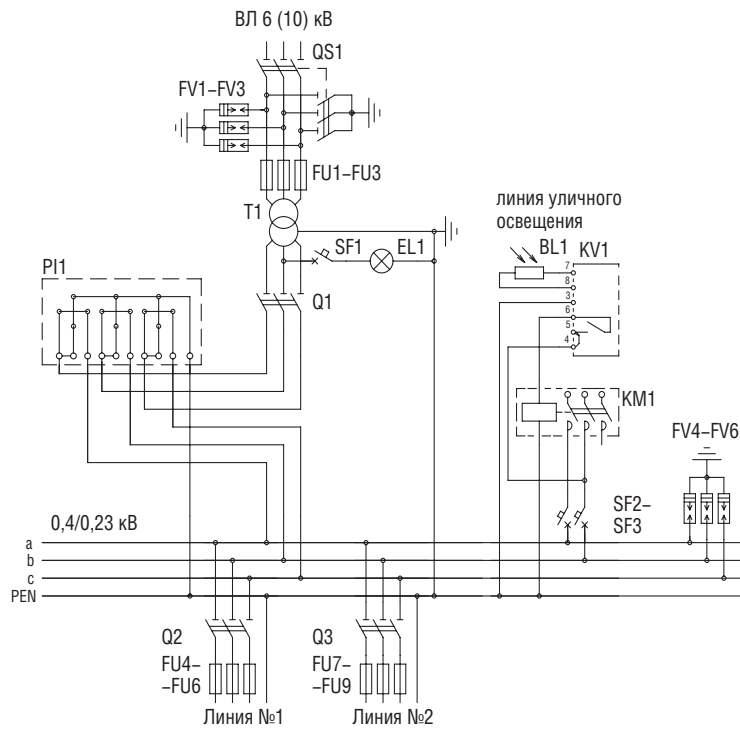 ВЛ 6 (10) кВ
QS1
FV1–FV3
FU1–FU3
T1
линия уличного
освещения
SF1
EL1
BL1
KV1
PI1
7
8
3
6
5
4
Q1
KM1
FV4–FV6
0,4/0,23 кВ
SF2–
SF3
a
b
c
PEN
Q2
Q3
FU4–
–FU6
FU7–
–FU9
Линия №1
Линия №2